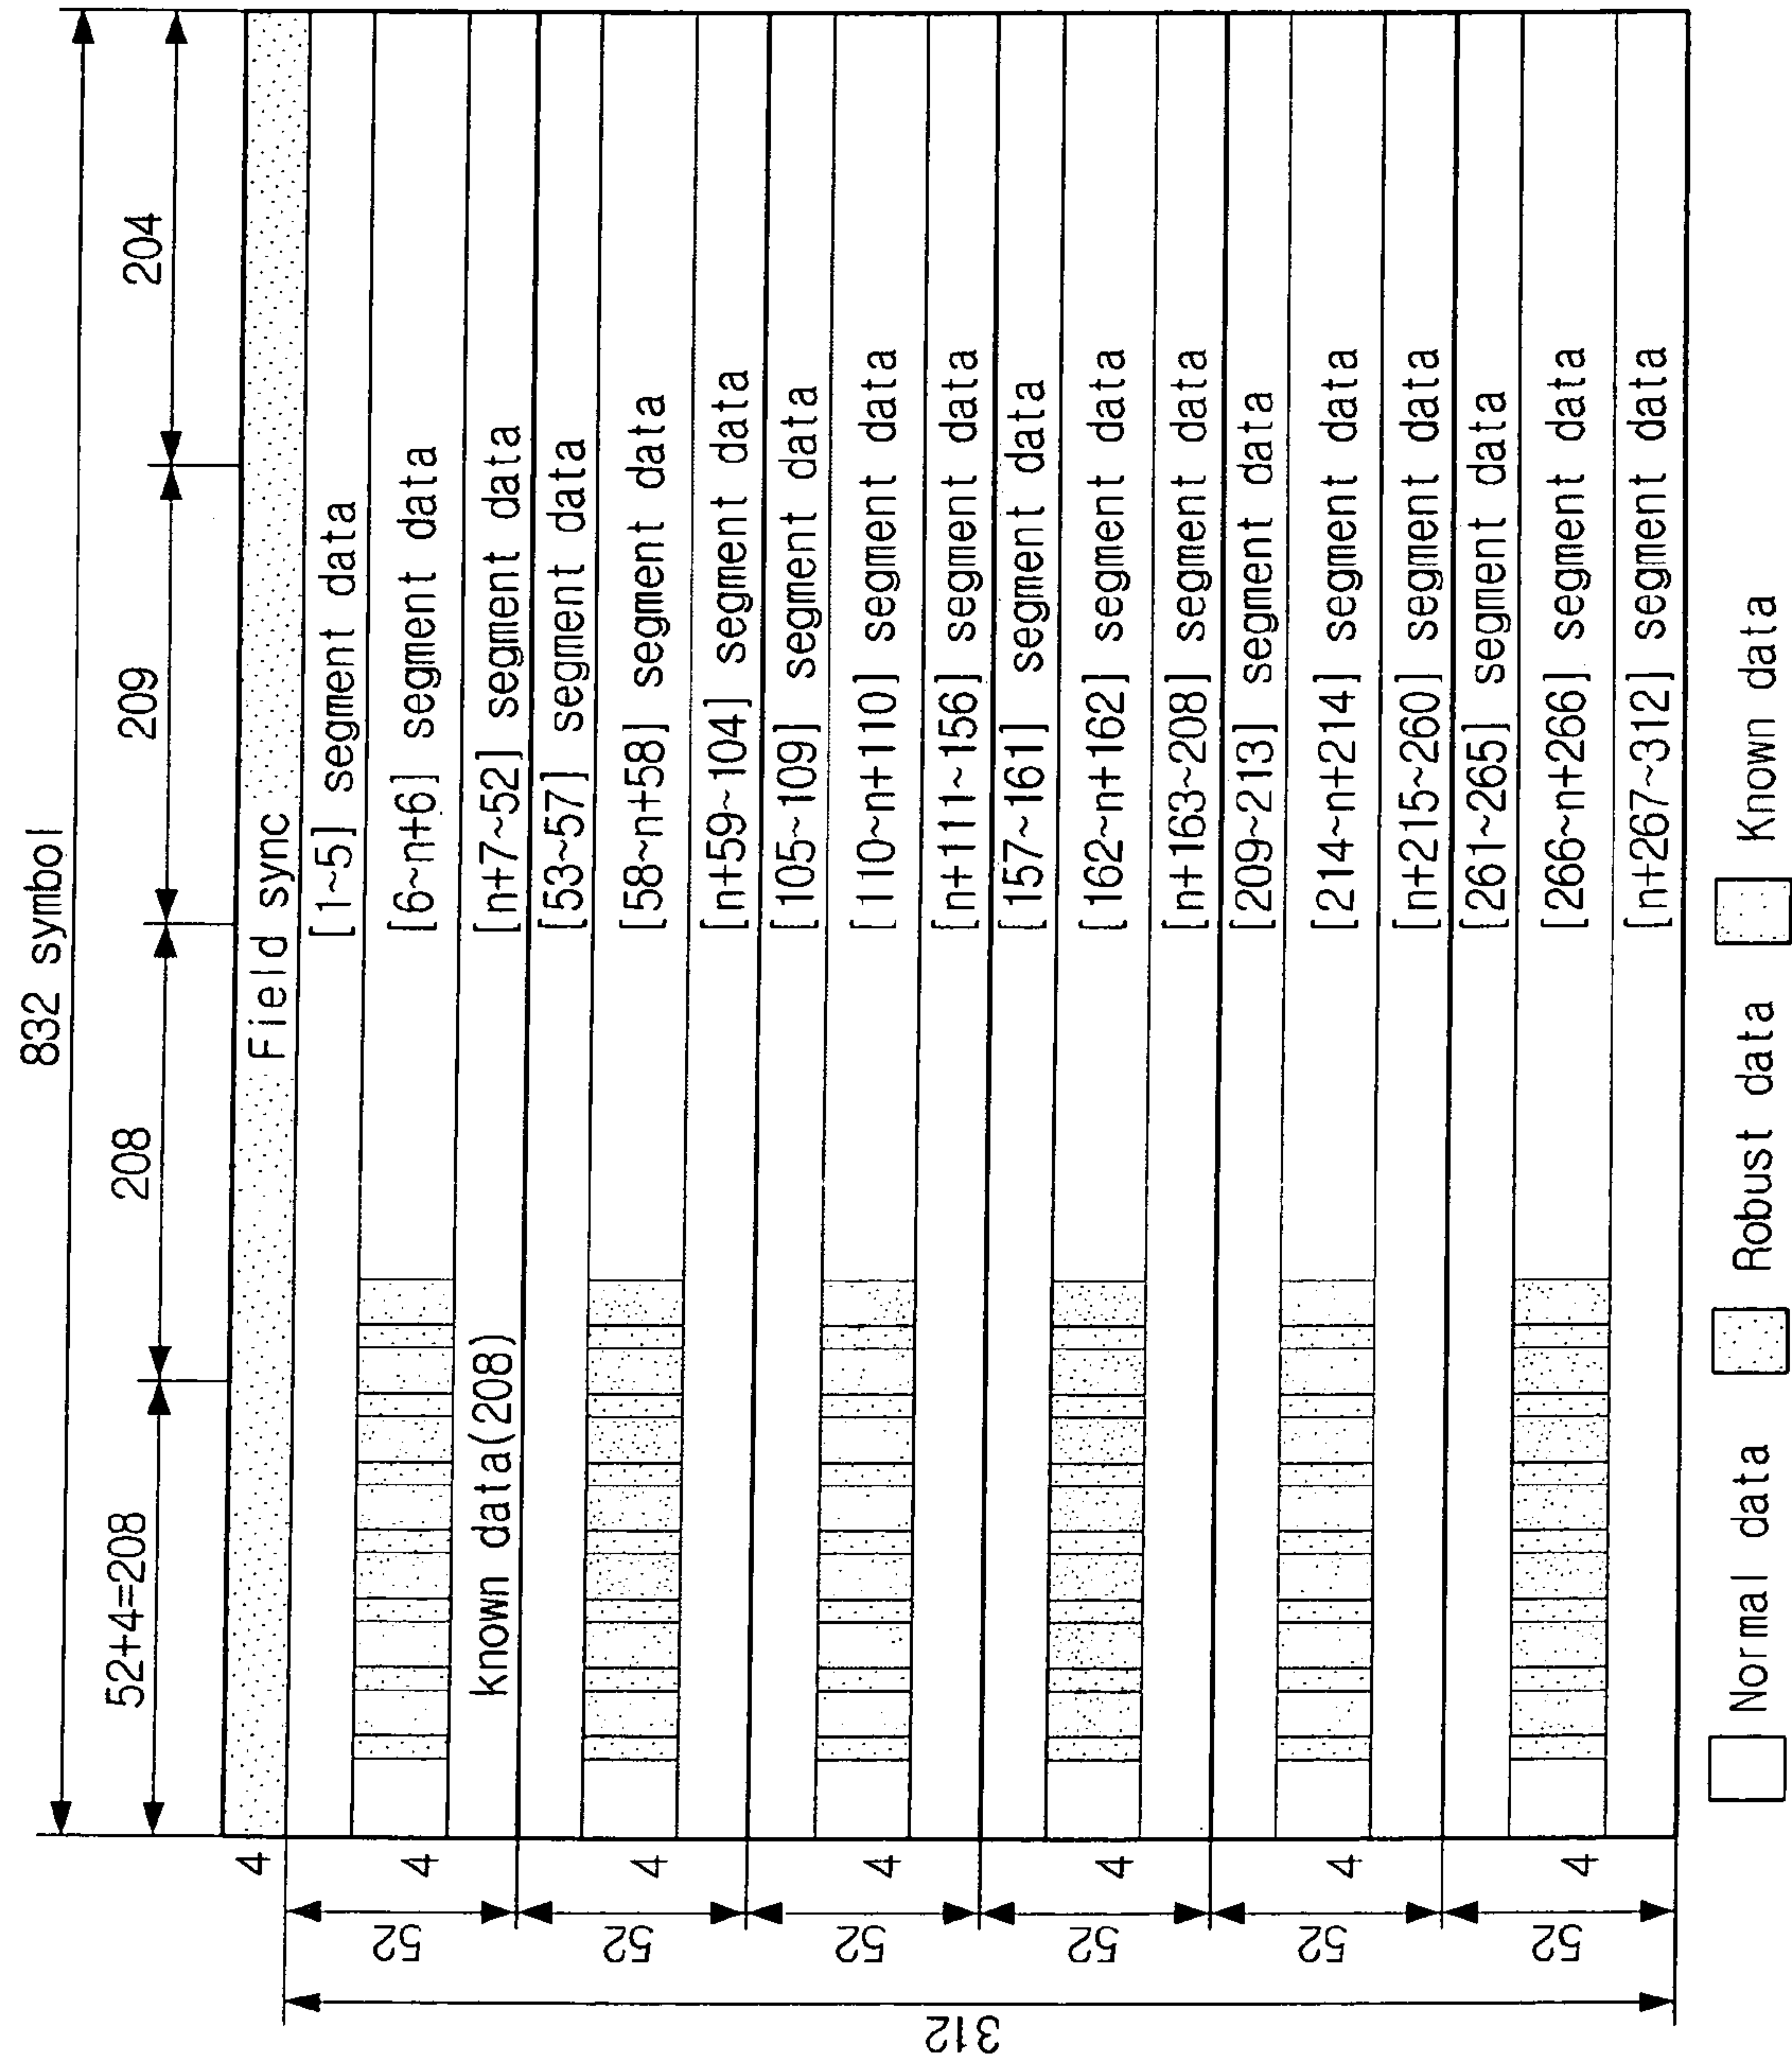 832 symbol
52+4=208
208
209
204
4
Field sync
[1~5] segment data
4
[6~n+6] segment data
52
known data(208)
[n+7~52] segment data
[53~57] segment data
4
[58~n+58] segment data
52
[n+59~104] segment data
[105~109] segment data
4
[110~n+110] segment data
52
[n+111~156] segment data
[157~161] segment data
4
[162~n+162] segment data
52
[n+163~208] segment data
[209~213] segment data
4
[214~n+214] segment data
52
[n+215~260] segment data
[261~265] segment data
4
[266~n+266] segment data
52
[n+267~312] segment data
312
Normal data
Robust data
Known data